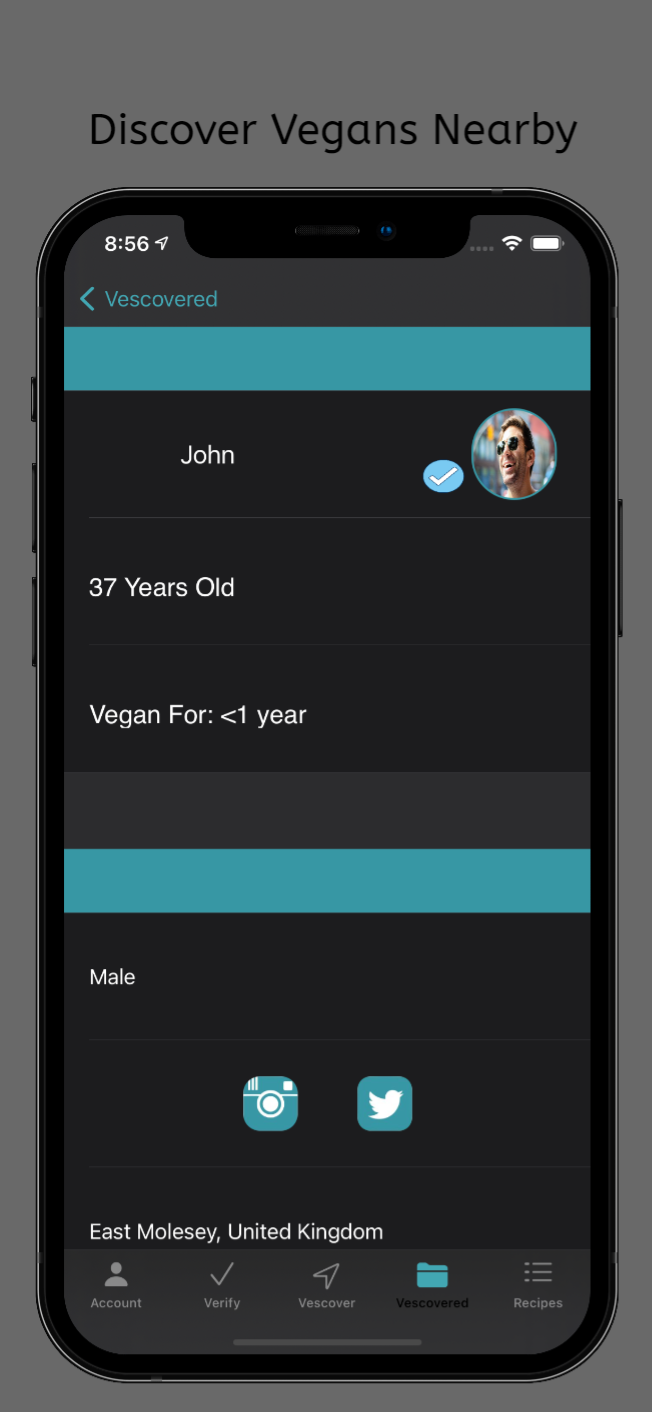 Discover Vegans Nearby
8:56
Vescovered
John
37 Years Old
Vegan For: <1 year
Male
East Molesey, United Kingdom
Account Verify Vescover Vescovered Recipes